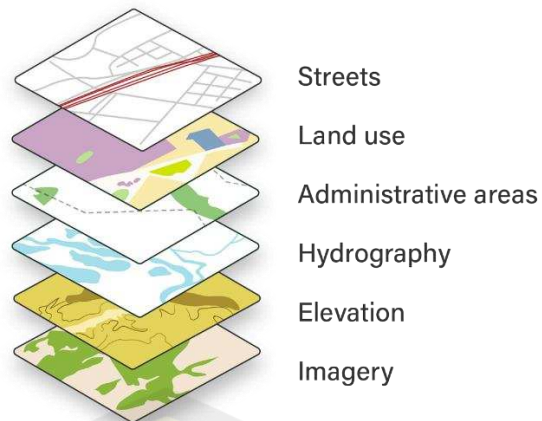 Streets
Land use
Administrative areas
Hydrography
Elevation
Imagery